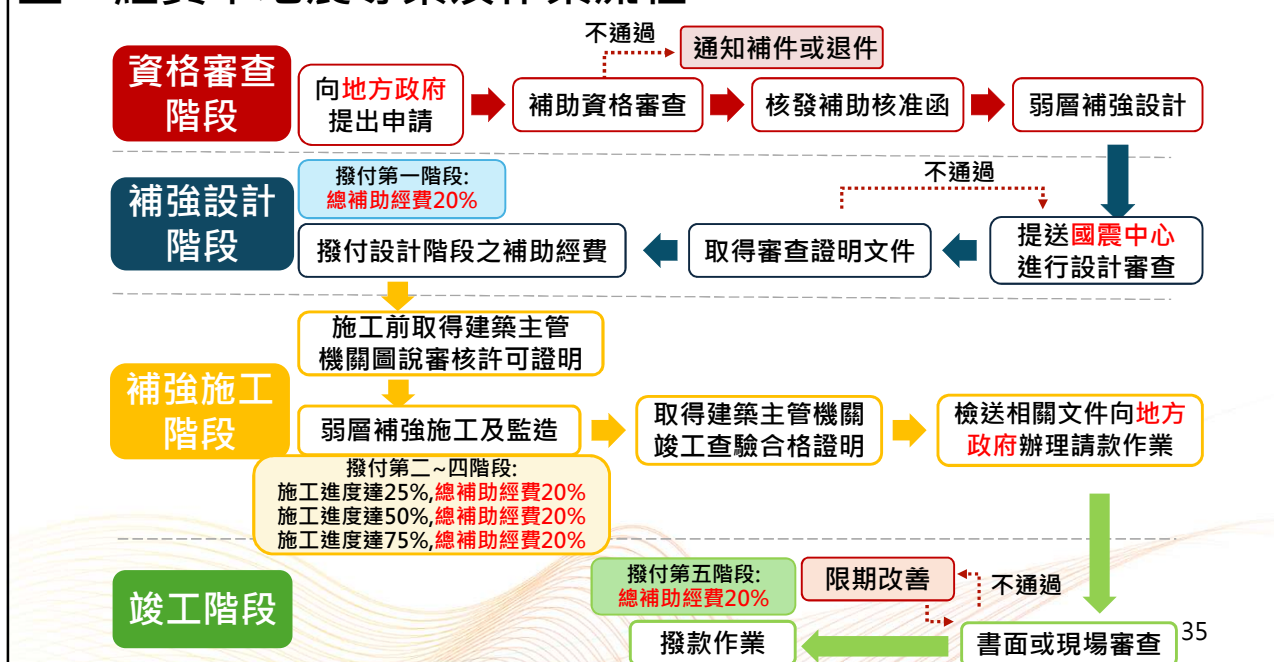 不通過
通知補件或退件
資格審查
階段
向地方政府
提出申請
補助資格審查
核發補助核准函
弱層補強設計
補強設計
階段
撥付第一階段:
總補助經費20%
不通過
撥付設計階段之補助經費
取得審查證明文件
提送國震中心
進行設計審查
施工前取得建築主管
機關圖說審核許可證明
補強施工
階段
弱層補強施工及監造
取得建築主管機關
竣工查驗合格證明
檢送相關文件向地方
政府辦理請款作業
撥付第二~四階段:
施工進度達25%,總補助經費20%
施工進度達50%,總補助經費20%
施工進度達75%,總補助經費20%
竣工階段
撥付第五階段:
總補助經費20%
限期改善
不通過
撥款作業
書面或現場審查
35